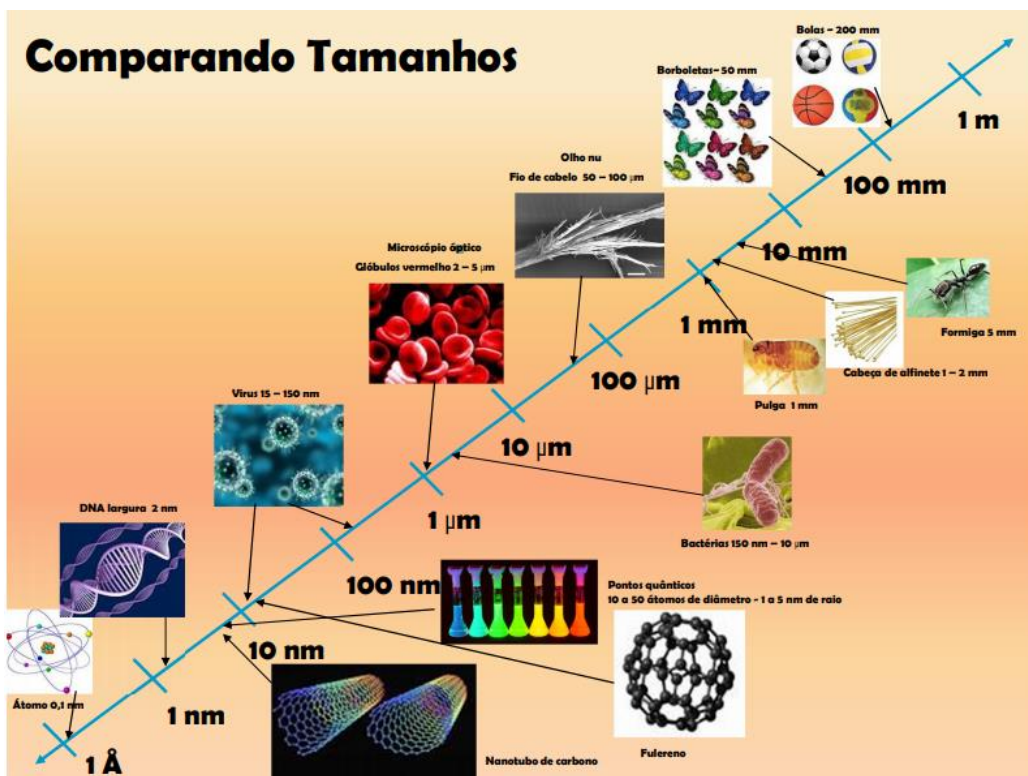 Comparando Tamanhos
Bolas – 200 mm
Borboletas– 50 mm
1 m
Olho nu
Fio de cabelo 50 – 100 μm
100 mm
Microscópio óptico
Glóbulos vermelho 2 – 5 μm
10 mm
Formiga 5 mm
1 mm
Cabeça de alfinete 1 – 2 mm
Pulga 1 mm
100 μm
Virus 15 – 150 nm
10 μm
Bactérias 150 nm – 10 μm
DNA largura 2 nm
1 μm
100 nm
Pontos quânticos
10 a 50 átomos de diâmetro - 1 a 5 nm de raio
10 nm
Átomo 0,1 nm
1 nm
Nanotubo de carbono
Fulereno
1 Å